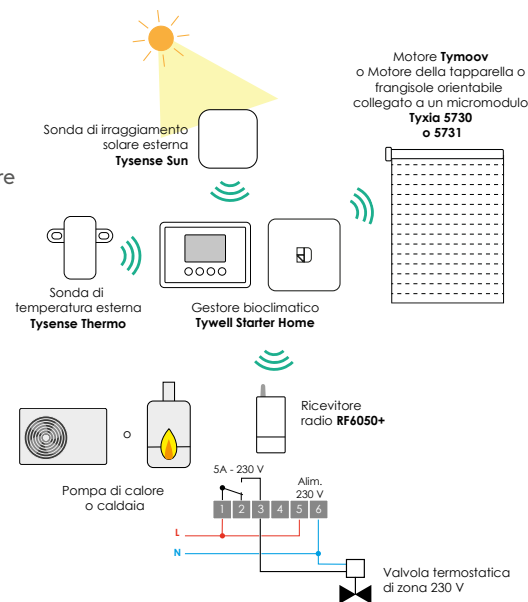 Motore Tymoov
o Motore della tapparella o
frangisole orientabile
collegato a un micromodulo
Tyxia 5730
o 5731
Sonda di irraggiamento
solare esterna
Tysense Sun
re
Sonda di
temperatura esterna
Tysense Thermo
Gestore bioclimatico
Tywell Starter Home
Ricevitore
radio RF6050+
o
Pompa di calore
o caldaia
5A - 230 V
Alim.
230 V
1 2 3 4 5 6
L
N
Valvola termostatica
di zona 230 V